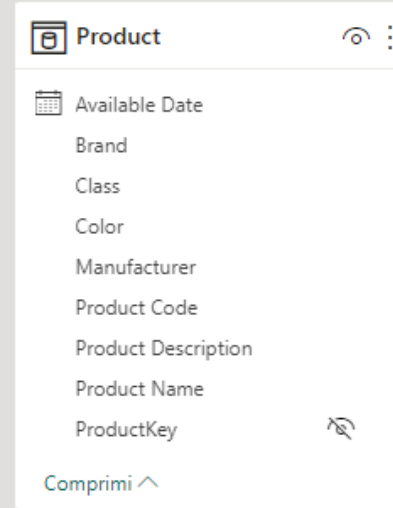 Product
Available Date
Brand
Class
Color
Manufacturer
Product Code
Product Description
Product Name
ProductKey
Comprimi